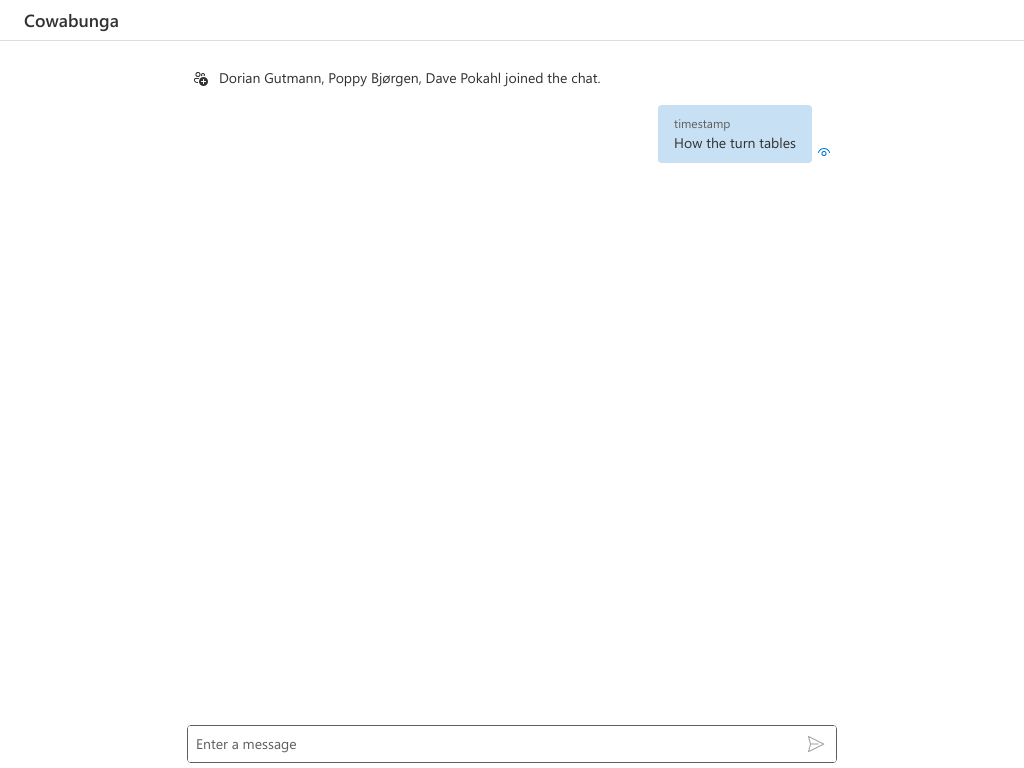 Cowabunga
Dorian Gutmann, Poppy Bjørgen, Dave Pokahl joined the chat.
timestamp
How the turn tables
Enter a message